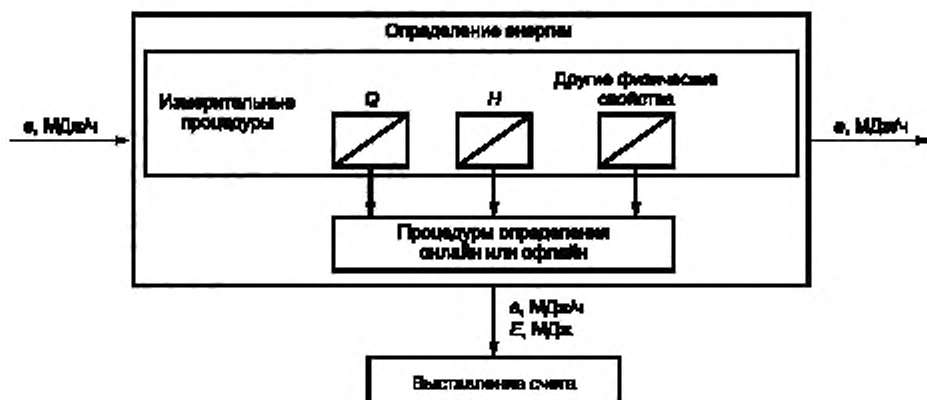 Определение энергии
Другие физические
свойства
Измерительные
процедуры
Q
H
e, МДж/ч
e, МДж/ч
Процедуры определения
онлайн или офлайн
e, МДж/ч
E, МДж
Выставление счета